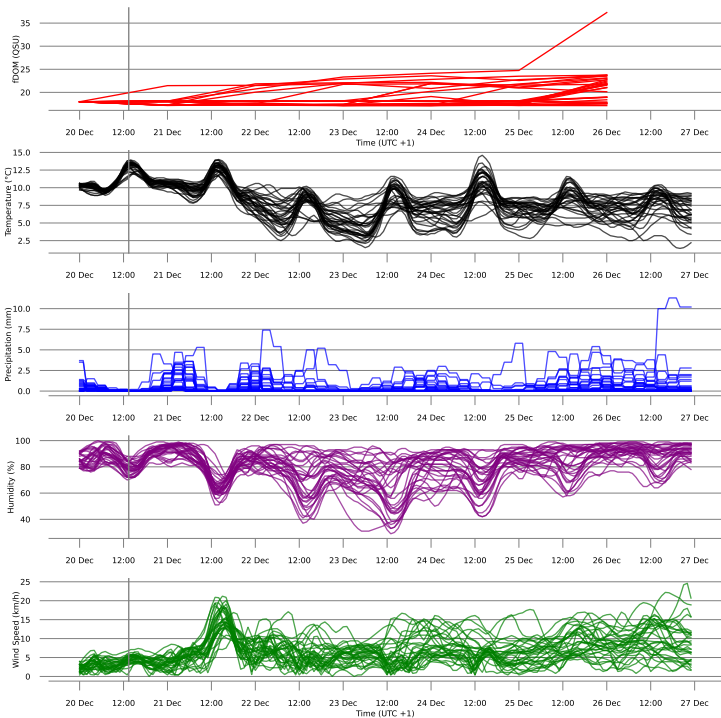 35
30
25
20
fDOM (QSU)
20 Dec 12:00 21 Dec 12:00 22 Dec 12:00 23 Dec 12:00 24 Dec 12:00 25 Dec 12:00 26 Dec 12:00 27 Dec
Time (UTC +1)
15.0
12.5
10.0
7.5
5.0
2.5
Temperature (°C)
20 Dec 12:00 21 Dec 12:00 22 Dec 12:00 23 Dec 12:00 24 Dec 12:00 25 Dec 12:00 26 Dec 12:00 27 Dec
10.0
7.5
5.0
2.5
0.0
Precipitation (mm)
20 Dec 12:00 21 Dec 12:00 22 Dec 12:00 23 Dec 12:00 24 Dec 12:00 25 Dec 12:00 26 Dec 12:00 27 Dec
100
80
60
40
Humidity (%)
20 Dec 12:00 21 Dec 12:00 22 Dec 12:00 23 Dec 12:00 24 Dec 12:00 25 Dec 12:00 26 Dec 12:00 27 Dec
25
20
15
10
5
0
Wind Speed (km/h)
20 Dec 12:00 21 Dec 12:00 22 Dec 12:00 23 Dec 12:00 24 Dec 12:00 25 Dec 12:00 26 Dec 12:00 27 Dec
Time (UTC +1)